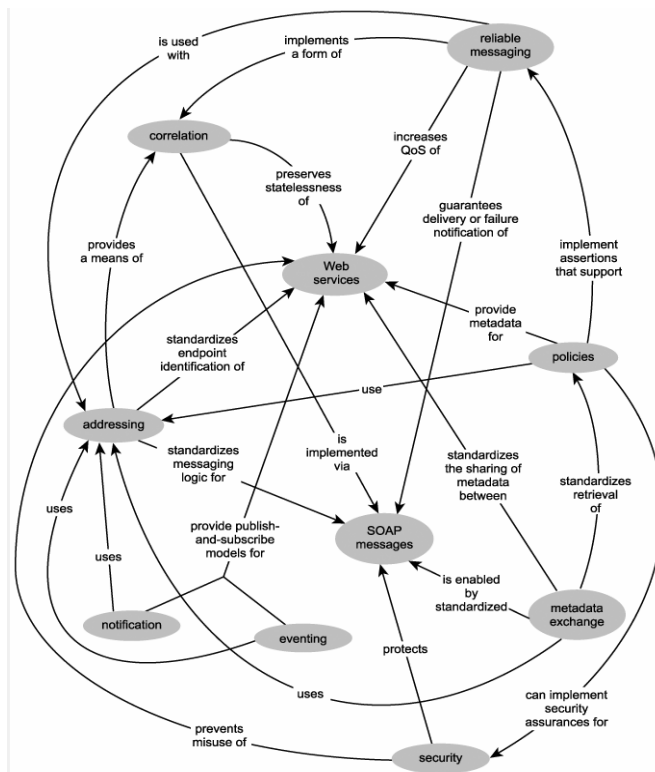 is used
with
implements
a form of
reliable
messaging
correlation
increases
QoS of
preserves
statelessness
of
guarantees
delivery or failure
notification of
provides
a means of
implement
assertions
that support
Web
services
provide
metadata
for
standardizes
endpoint
identification of
policies
use
addressing
standardizes
messaging
logic for
is
implemented
via
standardizes
the sharing of
metadata
between
standardizes
retrieval
of
uses
provide publish-
and-subscribe
models for
SOAP
messages
uses
is enabled
by
standardized
metadata
exchange
notification
eventing
protects
uses
can implement
security
assurances for
prevents
misuse of
security